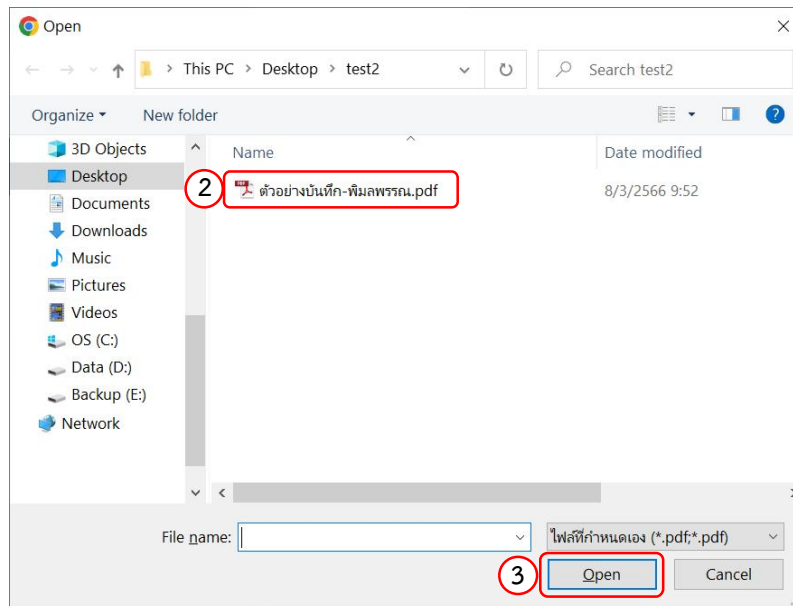 Open
This PC > Desktop > test2
Search test2
Organize
New folder
?
3D Objects
Desktop
Documents
Downloads
Music
Pictures
Videos
OS (C:)
Data (D:)
Backup (E:)
Network
Name
Date modified
2
ตัวอย่างบันทึก-พิมลพรรณ.pdf
8/3/2566 9:52
File name:
ไฟล์ที่กำหนดเอง (*.pdf;*.pdf)
3
Open
Cancel